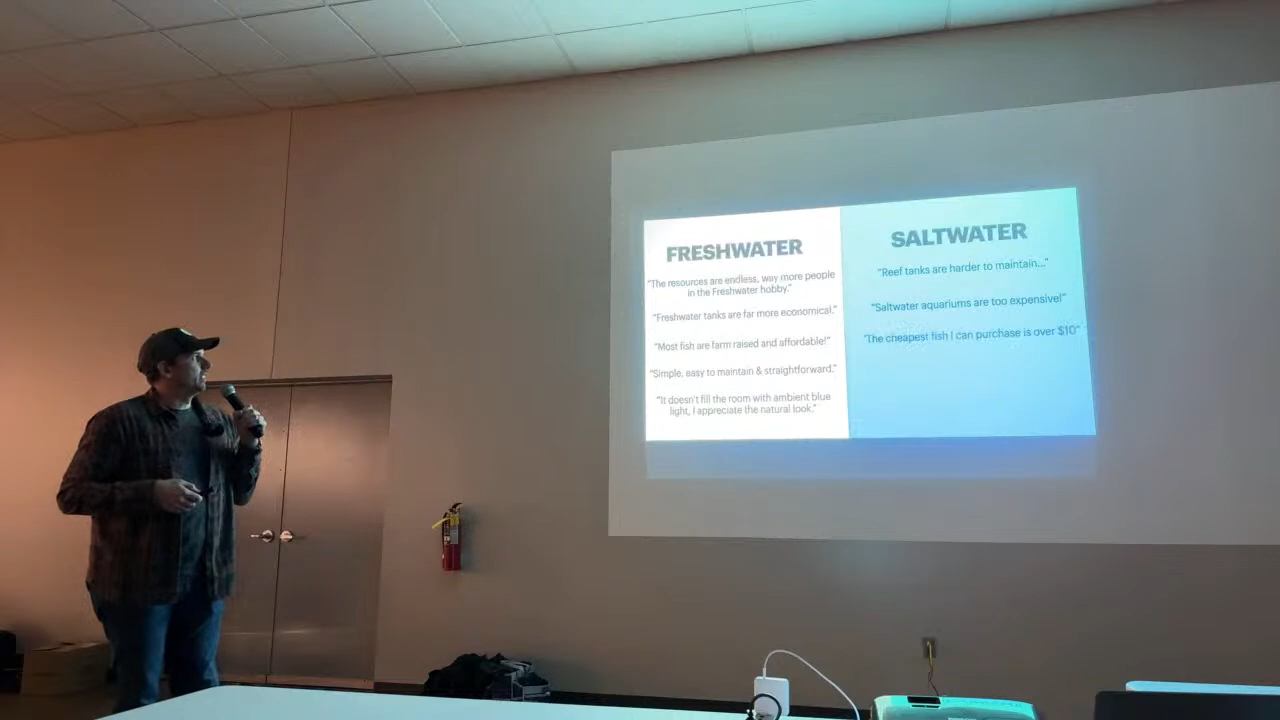 FRESHWATER
"The resources are endless, way more people
in the Freshwater hobby."
"Freshwater tanks are far more economical."
"Most fish are farm raised and affordable!"
"Simple, easy to maintain & straightforward."
"It doesn't fill the room with ambient blue
light, I appreciate the natural look."
SALTWATER
"Reef tanks are harder to maintain..."
"Saltwater aquariums are too expensive!"
"The cheapest fish I can purchase is over $10"